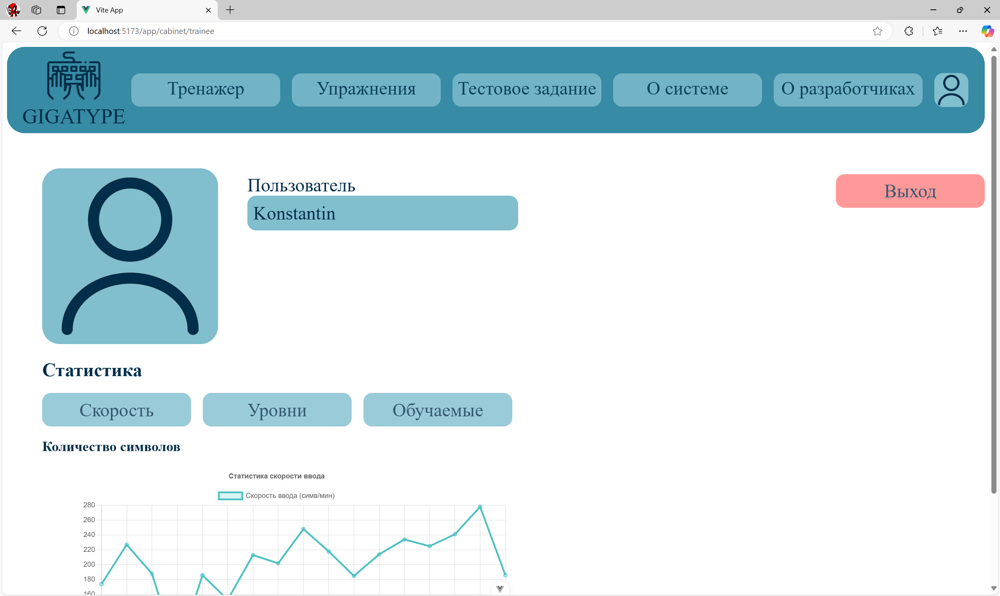 Vite App
localhost:5173/app/cabinet/trainee
GIGATYPE
Тренажер
Упражнения
Тестовое задание
О системе
О разработчиках
Пользователь
Konstantin
Выход
Статистика
Скорость
Уровни
Обучаемые
Количество символов
Статистика скорости ввода
Скорость ввода (симв/мин)
280
260
240
220
200
180
160